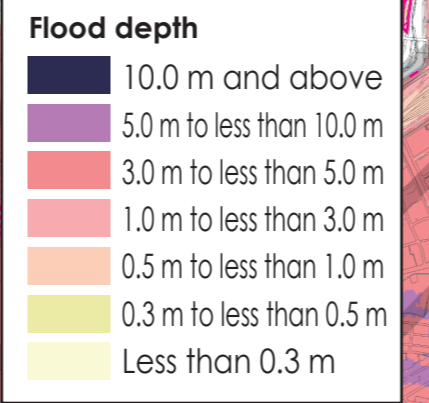 Flood depth
10.0 m and above
5.0 m to less than 10.0 m
3.0 m to less than 5.0 m
1.0 m to less than 3.0 m
0.5 m to less than 1.0 m
0.3 m to less than 0.5 m
Less than 0.3 m